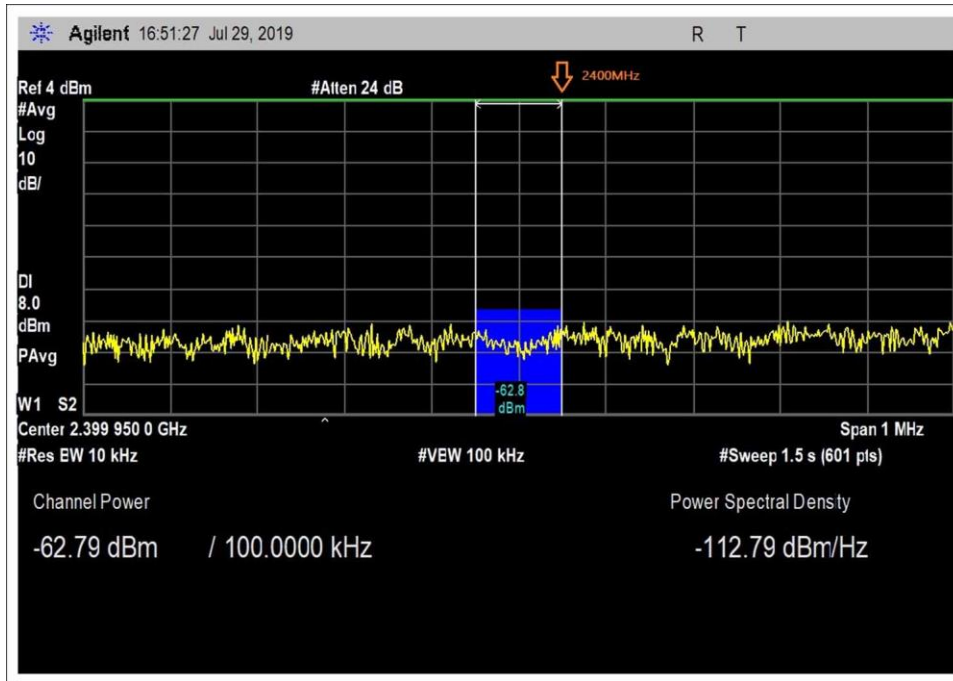 Agilent 16:51:27 Jul 29, 2019 R T
2400MHz
Ref 4 dBm #Atten 24 dB
#Avg
Log
10
dB/
DI
8.0
dBm
PAvg
-62.8
dBm
W1 S2
Center 2.399 950 0 GHz Span 1 MHz
#Res BW 10 kHz #VBW 100 kHz #Sweep 1.5 s (601 pts)
Channel Power Power Spectral Density
-62.79 dBm / 100.0000 kHz -112.79 dBm/Hz